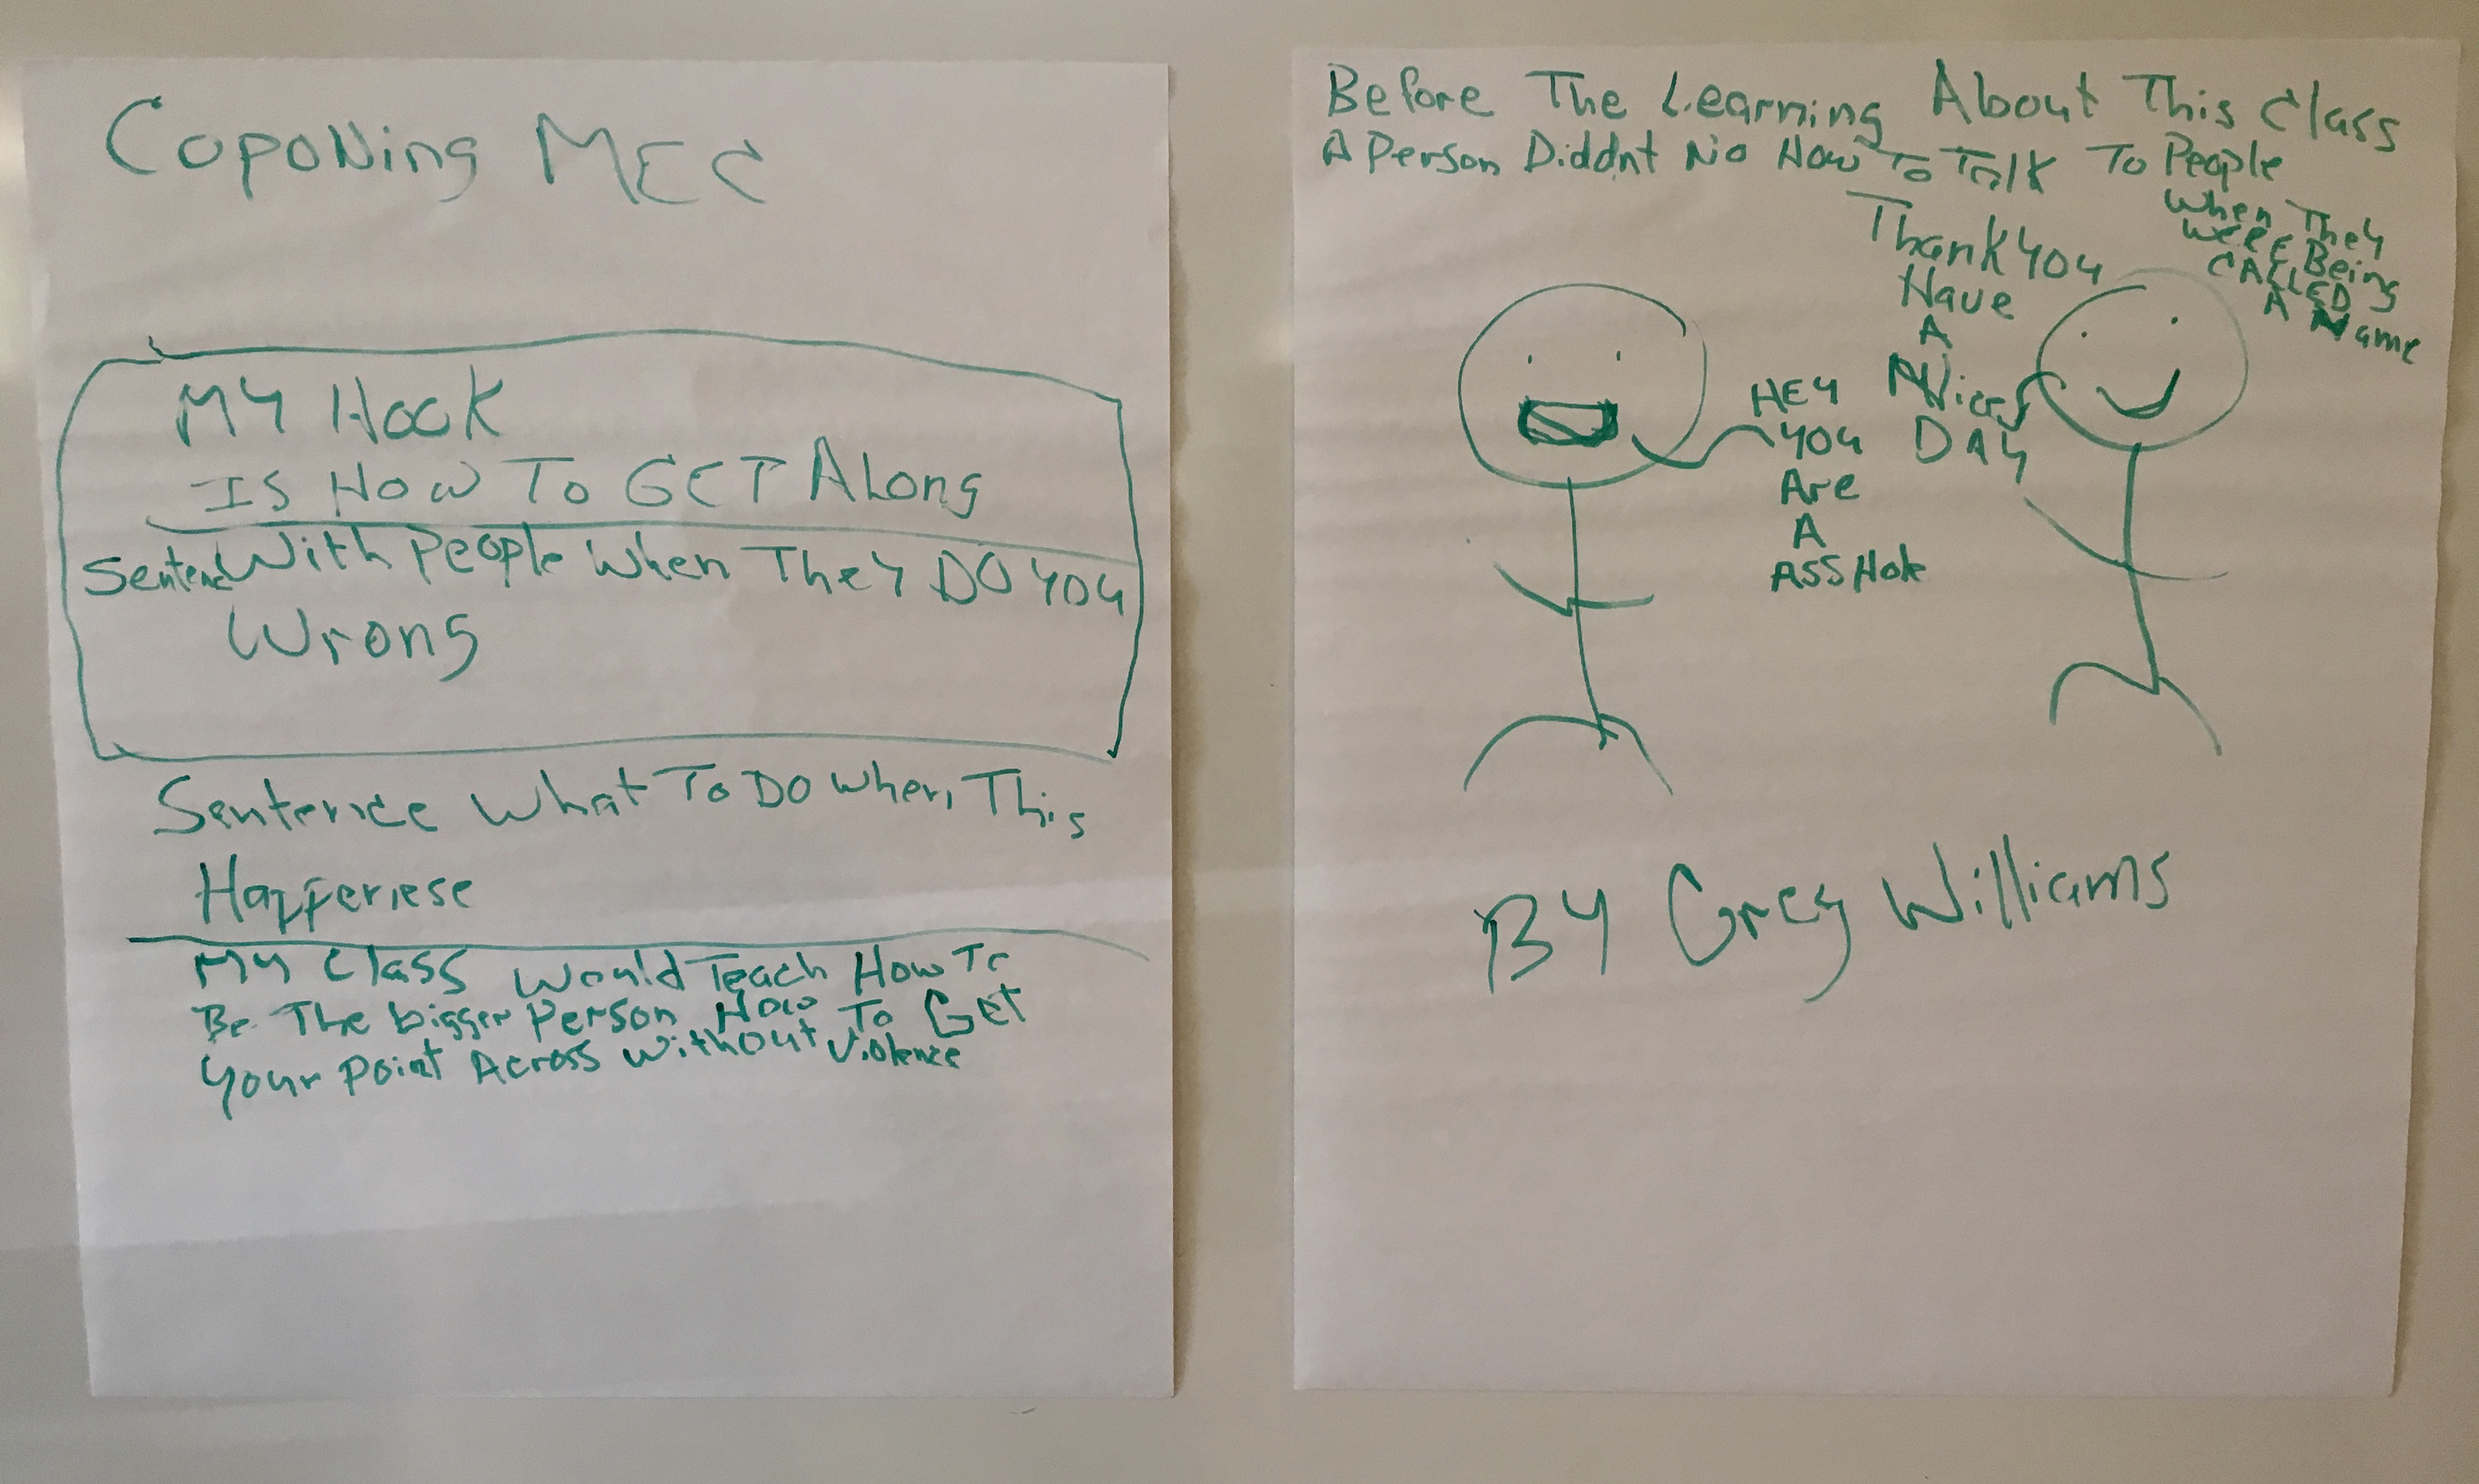 CopoNing MEC
MY Hook
Is How To GET Along
Sentenc With People When They DO YOU
Wrong
Sentence What To Do When This
Happeriese
My Class Would Teach How To
Be The bigger Person How To Get
Your Point Across without violence
Before The Learning About This Class
A Person Diddnt No How To Talk To People
When They
Were Being
CALLED
A Name
Thank You
Have
A
Nice
DAY
HEY
You
Are
A
ASSHole
BY Greg Williams